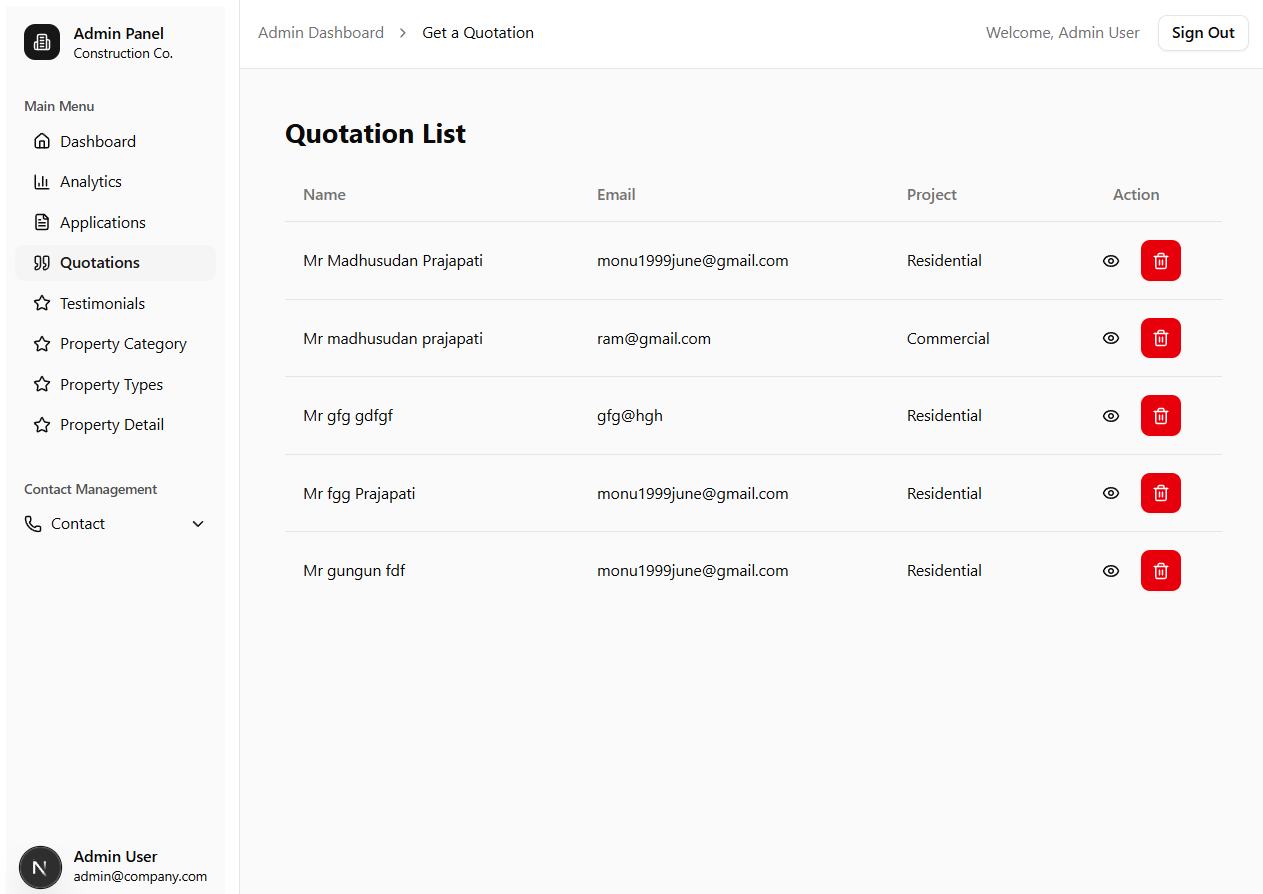 Admin Panel
Construction Co.
Main Menu
Dashboard
Analytics
Applications
Quotations
Testimonials
Property Category
Property Types
Property Detail
Contact Management
Contact
N
Admin User
admin@company.com
Admin Dashboard > Get a Quotation
Welcome, Admin User
Sign Out
Quotation List
Name Email Project Action
Mr Madhusudan Prajapati monu1999june@gmail.com Residential
Mr madhusudan prajapati ram@gmail.com Commercial
Mr gfg gdfgf gfg@hgh Residential
Mr fgg Prajapati monu1999june@gmail.com Residential
Mr gungun fdf monu1999june@gmail.com Residential